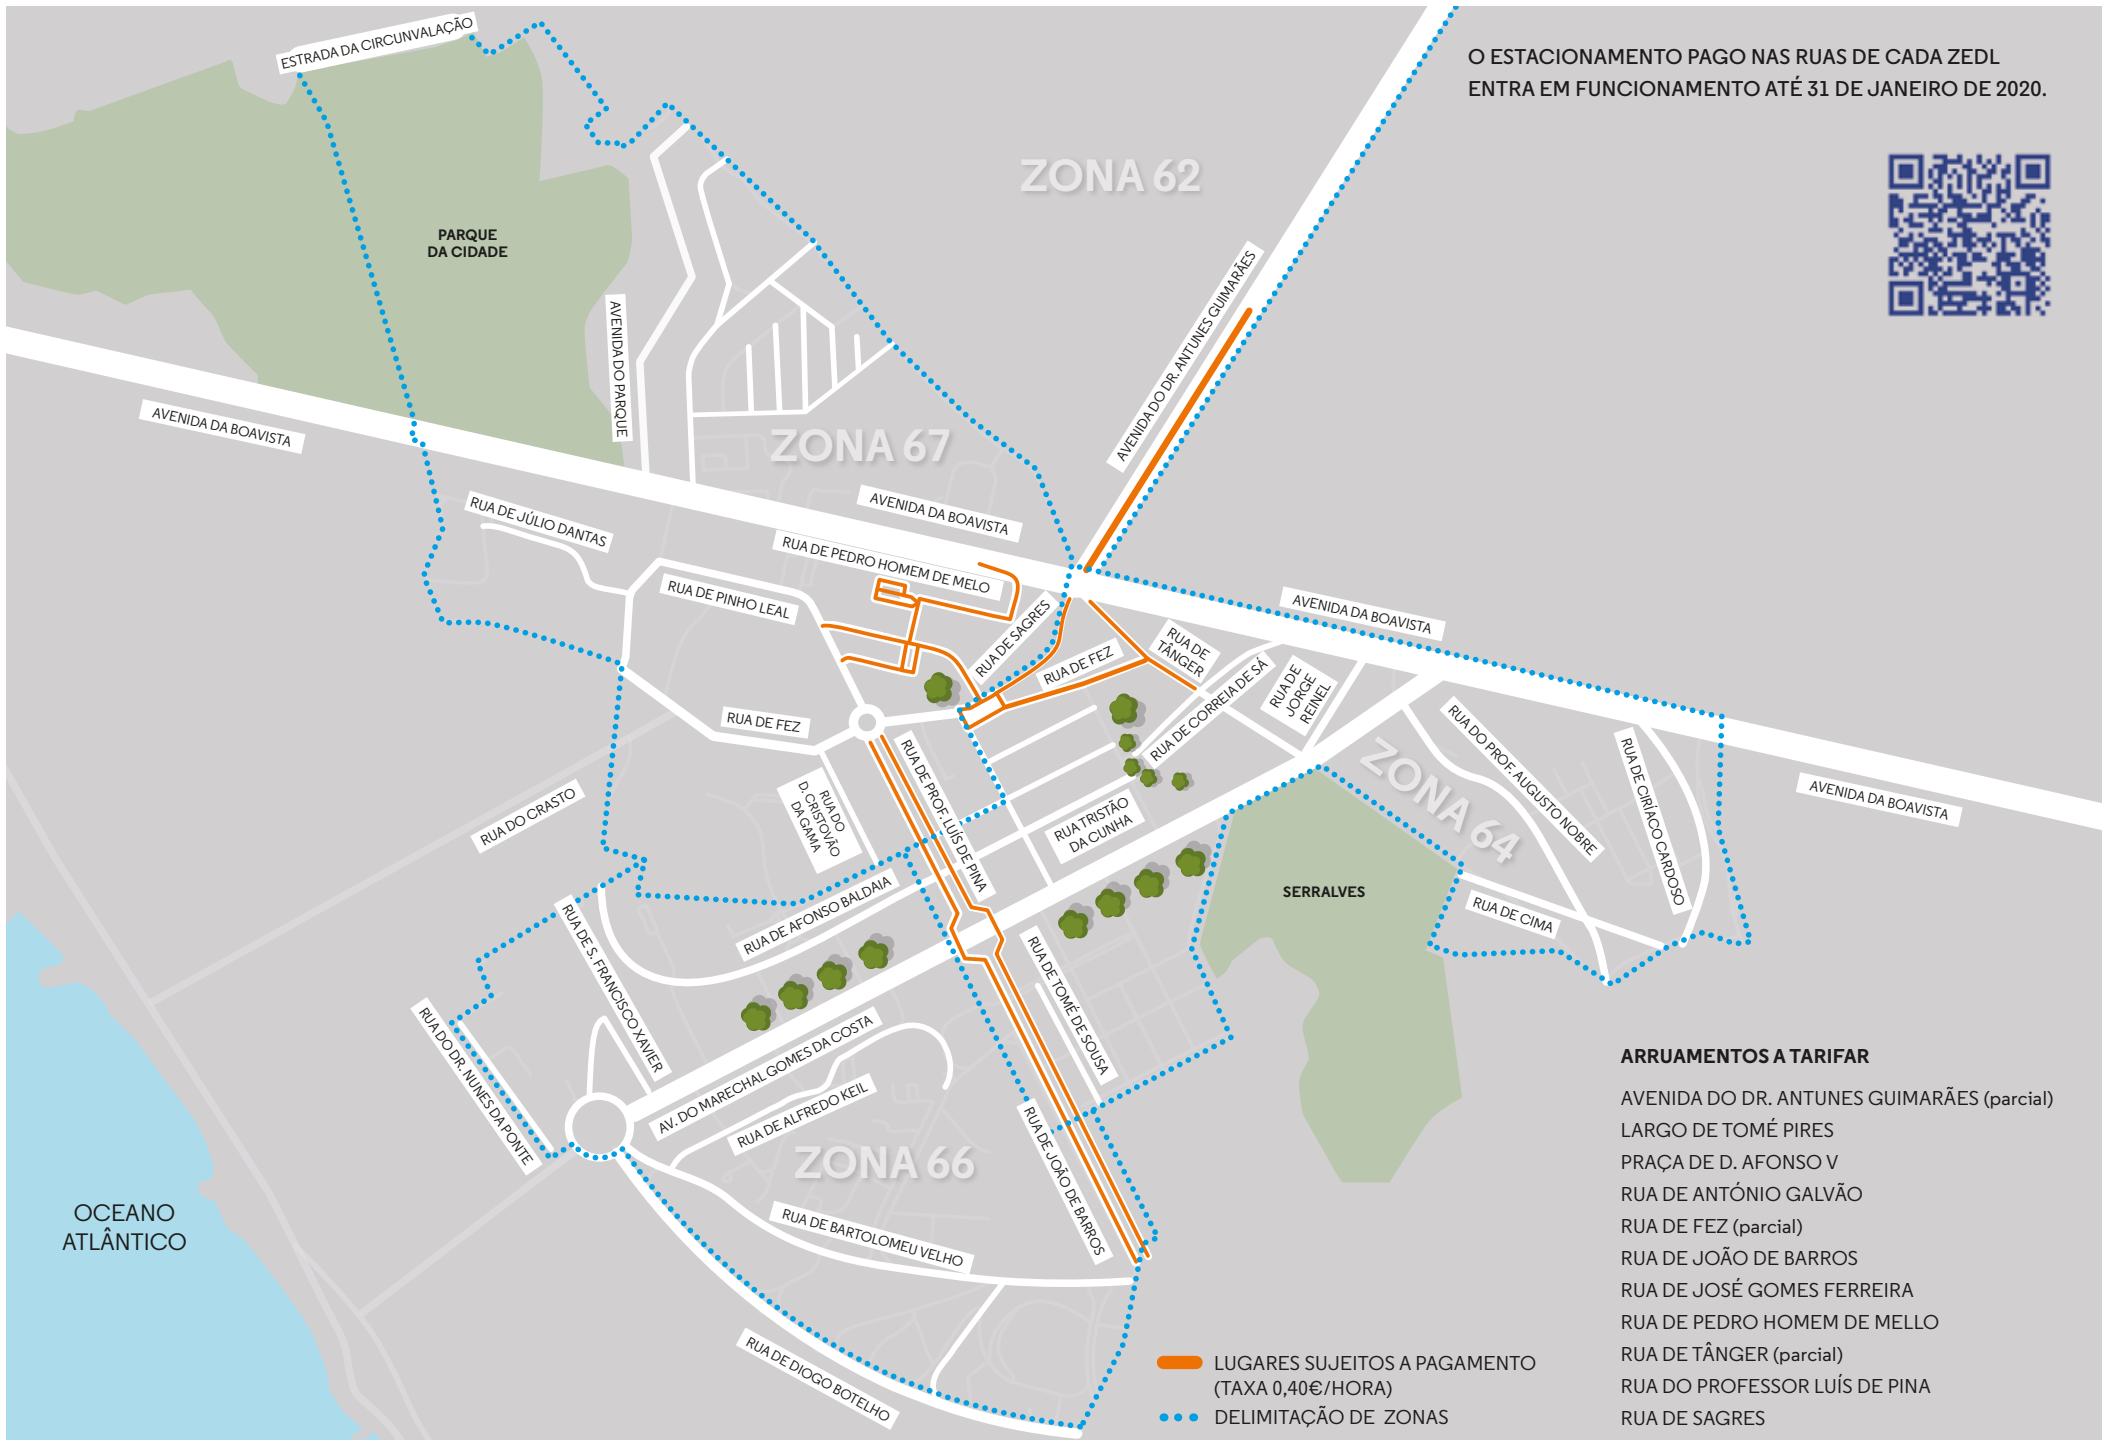 ESTRADA DA CIRCUNVALAÇÃO
O ESTACIONAMENTO PAGO NAS RUAS DE CADA ZEDL
ENTRA EM FUNCIONAMENTO ATÉ 31 DE JANEIRO DE 2020.
ZONA 62
PARQUE
DA CIDADE
AVENIDA DO DR. ANTUNES GUIMARÃES
AVENIDA DO PARQUE
AVENIDA DA BOAVISTA
ZONA 67
AVENIDA DA BOAVISTA
RUA DE JÚLIO DANTAS
RUA DE PEDRO HOMEM DE MELO
RUA DE PINHO LEAL
RUA DE SAGRES
AVENIDA DA BOAVISTA
RUA DE FEZ
RUA DE
TÂNGER
RUA DE CORREIA DE SÁ
RUA DE
JORGE
REINEL
RUA DE FEZ
RUA DE PROF. LUÍS DE PINA
RUA DO PROF. AUGUSTO NOBRE
RUA DE CIRÍACO CARDOSO
AVENIDA DA BOAVISTA
ZONA 64
RUA DO CRASTO
RUA DO
D. CRISTOVÃO
DA GAMA
RUA TRISTÃO
DA CUNHA
SERRALVES
RUA DE CIMA
RUA DE AFONSO BALDAIA
RUA DE S. FRANCISCO XAVIER
RUA DE TOMÉ DE SOUSA
RUA DO DR. NUNES DA PONTE
AV. DO MARECHAL GOMES DA COSTA
RUA DE ALFREDO KEIL
RUA DE JOÃO DE BARROS
ZONA 66
OCEANO
ATLÂNTICO
RUA DE BARTOLOMEU VELHO
RUA DE DIOGO BOTELHO
LUGARES SUJEITOS A PAGAMENTO
(TAXA 0,40€/HORA)
DELIMITAÇÃO DE ZONAS
ARRUAMENTOS A TARIFAR
AVENIDA DO DR. ANTUNES GUIMARÃES (parcial)
LARGO DE TOMÉ PIRES
PRAÇA DE D. AFONSO V
RUA DE ANTÓNIO GALVÃO
RUA DE FEZ (parcial)
RUA DE JOÃO DE BARROS
RUA DE JOSÉ GOMES FERREIRA
RUA DE PEDRO HOMEM DE MELLO
RUA DE TÂNGER (parcial)
RUA DO PROFESSOR LUÍS DE PINA
RUA DE SAGRES